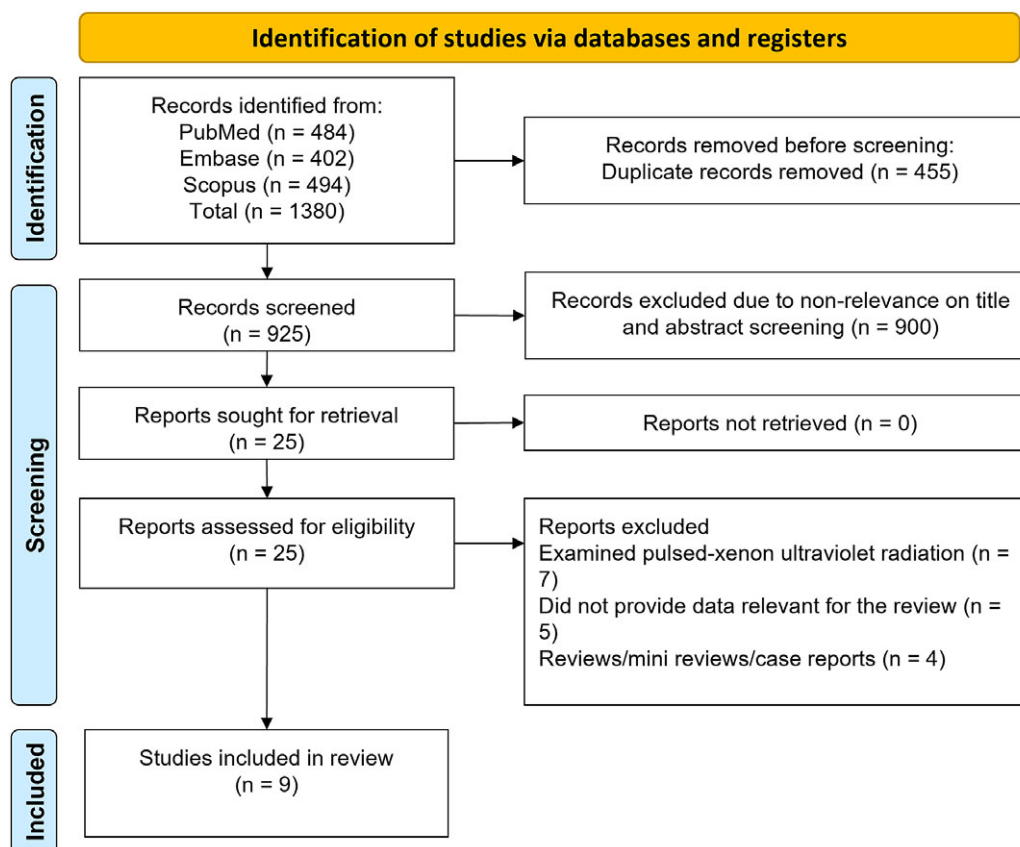 Identification of studies via databases and registers
Identification
Records identified from:
PubMed (n = 484)
Embase (n = 402)
Scopus (n = 494)
Total (n = 1380)
Records removed before screening:
Duplicate records removed (n = 455)
Screening
Records screened
(n = 925)
Records excluded due to non-relevance on title
and abstract screening (n = 900)
Reports sought for retrieval
(n = 25)
Reports not retrieved (n = 0)
Reports assessed for eligibility
(n = 25)
Reports excluded
Examined pulsed-xenon ultraviolet radiation (n =
7)
Did not provide data relevant for the review (n =
5)
Reviews/mini reviews/case reports (n = 4)
Included
Studies included in review
(n = 9)